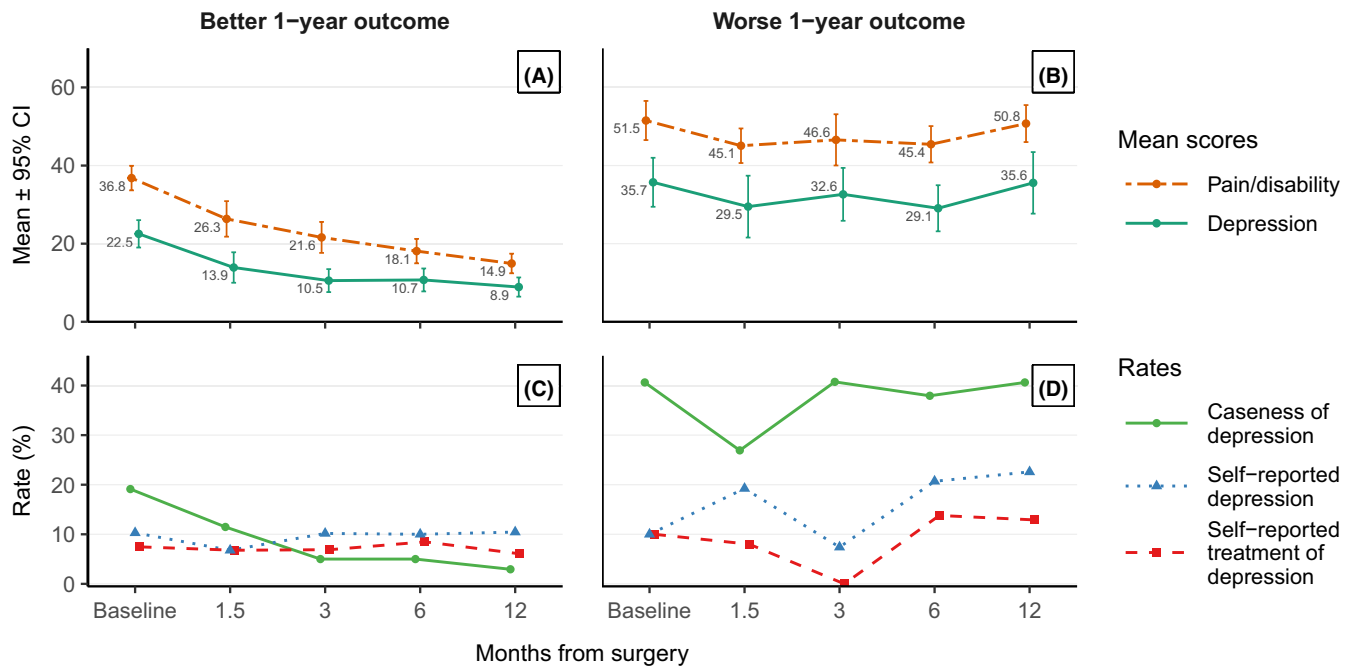 Better 1−year outcome
Worse 1−year outcome
Mean ± 95% CI
60
40
20
0
(A)
36.8
26.3
21.6
18.1
14.9
22.5
13.9
10.5
10.7
8.9
(B)
51.5
45.1
46.6
45.4
50.8
35.7
29.5
32.6
29.1
35.6
Mean scores
Pain/disability
Depression
Rate (%)
40
30
20
10
0
(C)
(D)
Baseline 1.5 3 6 12
Baseline 1.5 3 6 12
Months from surgery
Rates
Caseness of
depression
Self−reported
depression
Self−reported
treatment of
depression